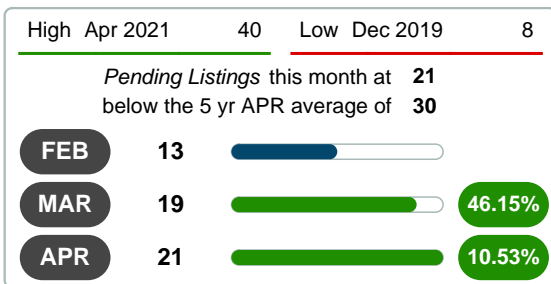 High Apr 2021 40 Low Dec 2019 8
Pending Listings this month at 21
below the 5 yr APR average of 30
FEB 13
MAR 19 46.15%
APR 21 10.53%